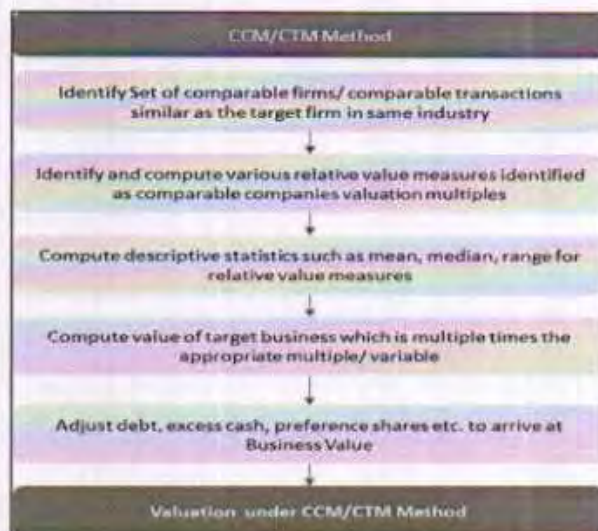 CCM/CTM Method
Identify Set of comparable firms/ comparable transactions
similar as the target firm in same industry
Identify and compute various relative value measures identified
as comparable companies valuation multiples
Compute descriptive statistics such as mean, median, range for
relative value measures
Compute value of target business which is multiple times the
appropriate multiple/ variable
Adjust debt, excess cash, preference shares etc. to arrive at
Business Value
Valuation under CCM/CTM Method